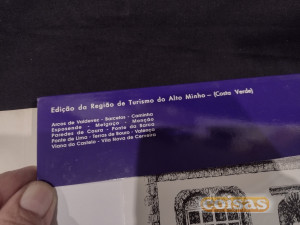 Edição da Região de Turismo do Alto Minho – (Costa Verde)
Arcos de Valdevez - Barcelos - Caminha
Esposende - Melgaço - Monção
Paredes de Coura - Ponte da Barca
Ponte de Lima - Terras de Bouro - Valença
Viana do Castelo - Vila Nova de Cerveira
coisas